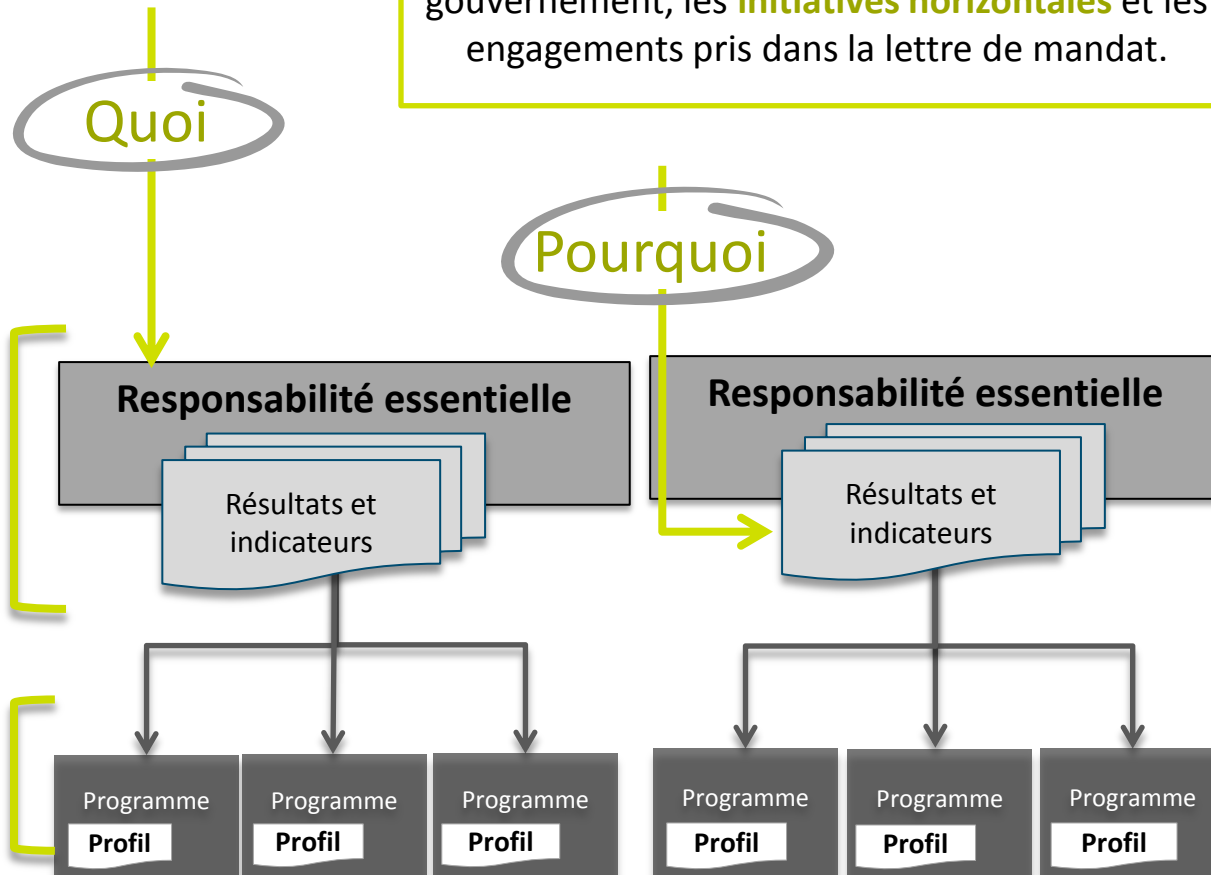 gouvernement, les initiatives horizontales et les
engagements pris dans la lettre de mandat.
Quoi
Pourquoi
Responsabilité essentielle
Résultats et
indicateurs
Responsabilité essentielle
Résultats et
indicateurs
Programme
Profil
Programme
Profil
Programme
Profil
Programme
Profil
Programme
Profil
Programme
Profil